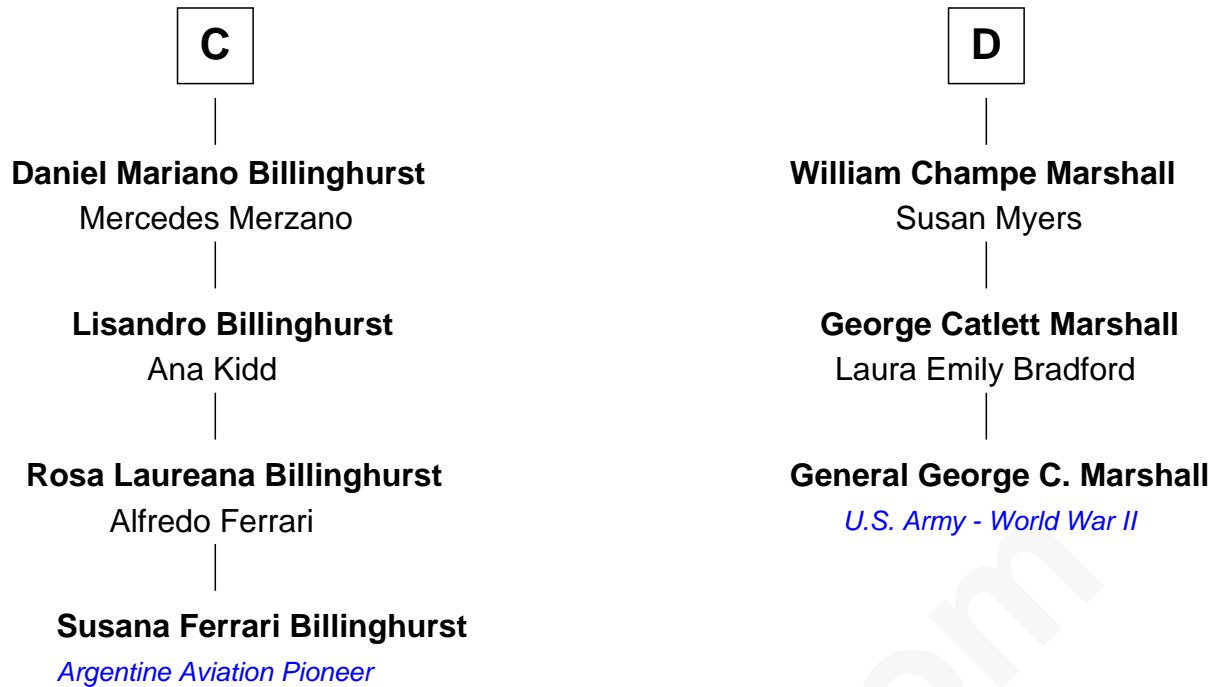 C
Daniel Mariano Billinghurst
Mercedes Merzano
Lisandro Billinghurst
Ana Kidd
Rosa Laureana Billinghurst
Alfredo Ferrari
Susana Ferrari Billinghurst
Argentine Aviation Pioneer
D
William Champe Marshall
Susan Myers
George Catlett Marshall
Laura Emily Bradford
General George C. Marshall
U.S. Army - World War II
om